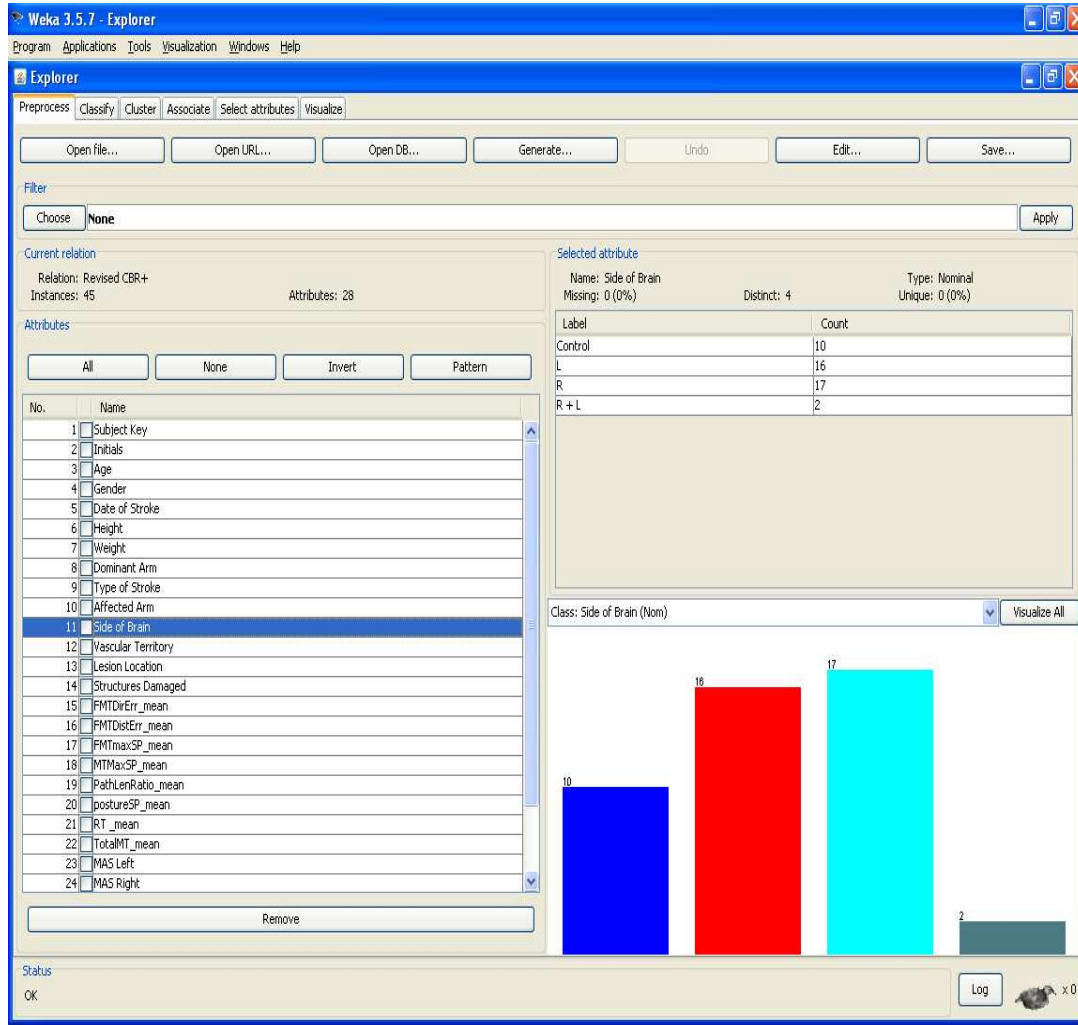 Weka 3.5.7 - Explorer
Program Applications Tools Visualization Windows Help
Explorer
Preprocess Classify Cluster Associate Select attributes Visualize
Open file... Open URL... Open DB... Generate... Undo Edit... Save...
Filter
Choose None Apply
Current relation
Relation: Revised CBR+
Instances: 45 Attributes: 28
Attributes
All None Invert Pattern
No. Name
1 Subject Key
2 Initials
3 Age
4 Gender
5 Date of Stroke
6 Height
7 Weight
8 Dominant Arm
9 Type of Stroke
10 Affected Arm
11 Side of Brain
12 Vascular Territory
13 Lesion Location
14 Structures Damaged
15 FMTDirErr_mean
16 FMTDistErr_mean
17 FMTmaxSP_mean
18 MTMaxSP_mean
19 PathLenRatio_mean
20 postureSP_mean
21 RT _mean
22 TotalMT_mean
23 MAS Left
24 MAS Right
Remove
Selected attribute
Name: Side of Brain Type: Nominal
Missing: 0 (0%) Distinct: 4 Unique: 0 (0%)
Label Count
Control 10
L 16
R 17
R + L 2
Class: Side of Brain (Nom) Visualize All
10
16
17
2
Status
OK
Log x 0